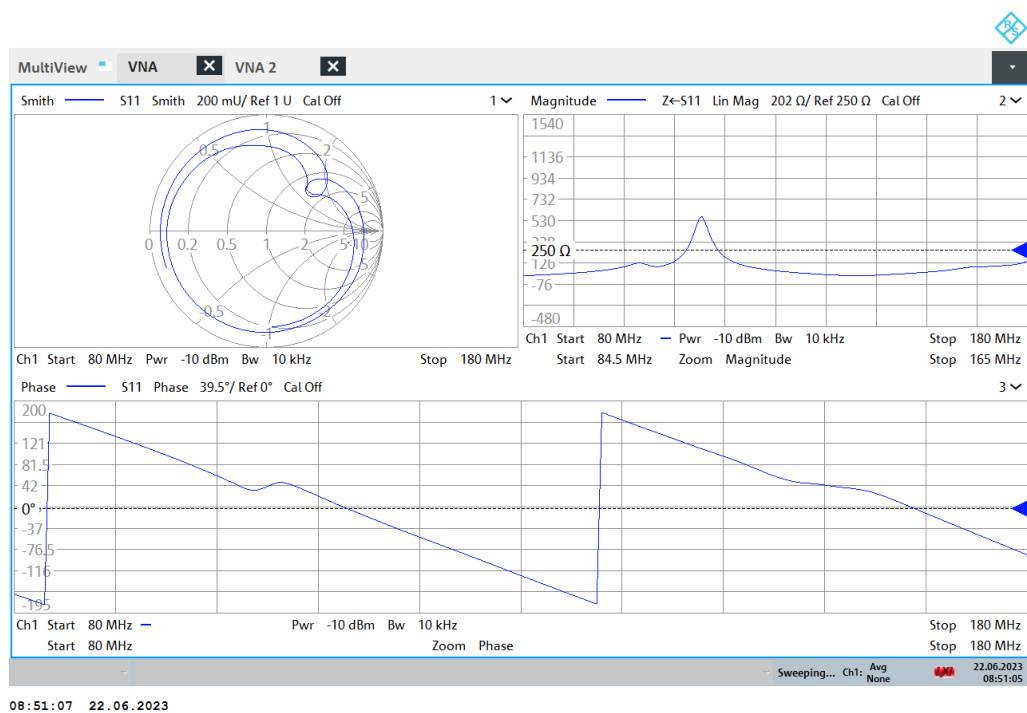 R&S
MultiView VNA VNA 2
Smith S11 Smith 200 mU/ Ref 1 U Cal Off 1
1
0.5 2
5
0 0.2 0.5 1 2 5 10
-5
-0.5 -2
-1
Ch1 Start 80 MHz Pwr -10 dBm Bw 10 kHz Stop 180 MHz
Magnitude Z←S11 Lin Mag 202 Ω/ Ref 250 Ω Cal Off 2
1540
1136
934
732
530
250 Ω
126
-76
-480
Ch1 Start 80 MHz Pwr -10 dBm Bw 10 kHz Stop 180 MHz
Start 84.5 MHz Zoom Magnitude Stop 165 MHz
Phase S11 Phase 39.5°/ Ref 0° Cal Off 3
200
121
81.5
42
0°
-37
-76.5
-116
-195
Ch1 Start 80 MHz Pwr -10 dBm Bw 10 kHz Stop 180 MHz
Start 80 MHz Zoom Phase Stop 180 MHz
Sweeping... Ch1: Avg None LXI 22.06.2023
08:51:05
08:51:07 22.06.2023